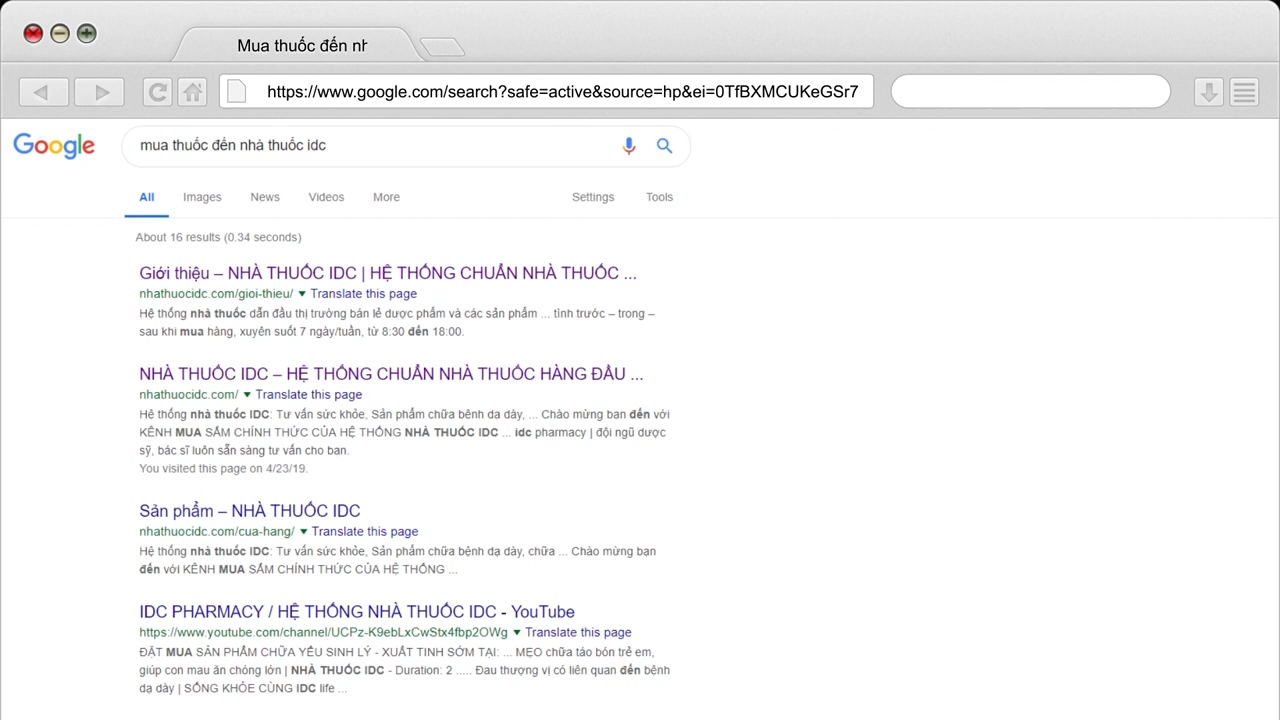 Mua thuốc đến nh
https://www.google.com/search?safe=active&source=hp&ei=0TfBXMCUKeGSr7
Google
mua thuốc đến nhà thuốc idc
All Images News Videos More Settings Tools
About 16 results (0.34 seconds)
Giới thiệu – NHÀ THUỐC IDC | HỆ THỐNG CHUẨN NHÀ THUỐC ...
nhathuocidc.com/gioi-thieu/ Translate this page
Hệ thống nhà thuốc dẫn đầu thị trường bán lẻ dược phẩm và các sản phẩm ... tình trước – trong –
sau khi mua hàng, xuyên suốt 7 ngày/tuần, từ 8:30 đến 18:00.
NHÀ THUỐC IDC – HỆ THỐNG CHUẨN NHÀ THUỐC HÀNG ĐẦU ...
nhathuocidc.com/ Translate this page
Hệ thống nhà thuốc IDC: Tư vấn sức khỏe, Sản phẩm chữa bệnh dạ dày, ... Chào mừng bạn đến với
KÊNH MUA SẮM CHÍNH THỨC CỦA HỆ THỐNG NHÀ THUỐC IDC ... idc pharmacy | đội ngũ dược
sỹ, bác sĩ luôn sẵn sàng tư vấn cho bạn.
You visited this page on 4/23/19.
Sản phẩm – NHÀ THUỐC IDC
nhathuocidc.com/cua-hang/ Translate this page
Hệ thống nhà thuốc IDC: Tư vấn sức khỏe, Sản phẩm chữa bệnh dạ dày, chữa ... Chào mừng bạn
đến với KÊNH MUA SẮM CHÍNH THỨC CỦA HỆ THỐNG ...
IDC PHARMACY / HỆ THỐNG NHÀ THUỐC IDC - YouTube
https://www.youtube.com/channel/UCPz-K9ebLxCwStx4fbp2OWg Translate this page
ĐẶT MUA SẢN PHẨM CHỮA YẾU SINH LÝ - XUẤT TINH SỚM TẠI: ... MẸO chữa táo bón trẻ em,
giúp con mau ăn chóng lớn | NHÀ THUỐC IDC - Duration: 2 ..... Đau thượng vị có liên quan đến bệnh
dạ dày | SỐNG KHỎE CÙNG IDC life ...